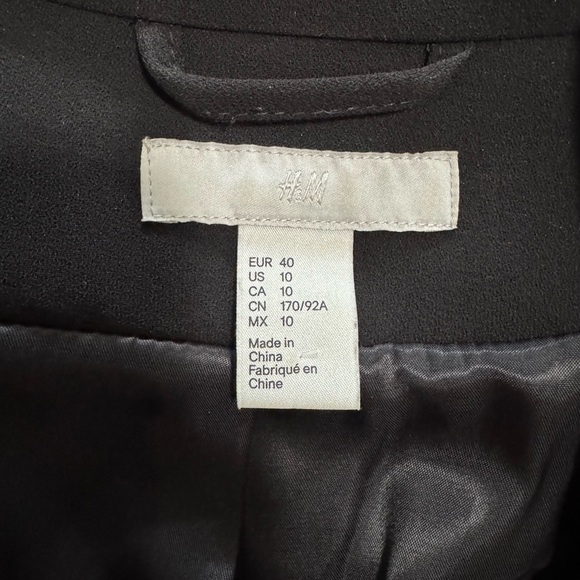 H&M
EUR 40
US 10
CA 10
CN 170/92A
MX 10
Made in
China
Fabriqué en
Chine